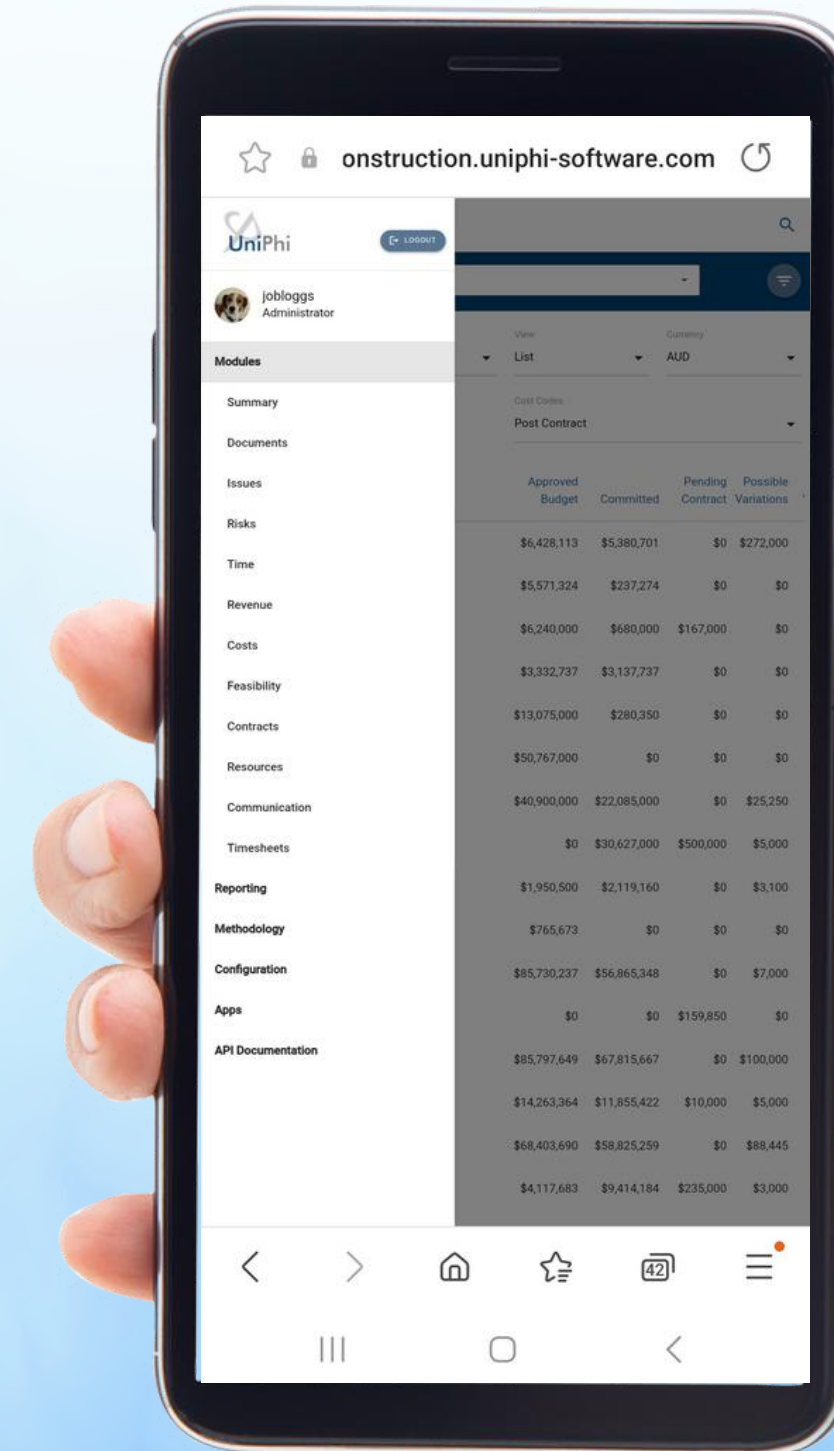 onstruction.uniphi-software.com
UniPhi
LOGOUT
jobloggs
Administrator
Modules
Summary
Documents
Issues
Risks
Time
Revenue
Costs
Feasibility
Contracts
Resources
Communication
Timesheets
Reporting
Methodology
Configuration
Apps
API Documentation
View Currency
List AUD
Cost Codes
Post Contract
Approved Pending Possible
Budget Committed Contract Variations
$6,428,113 $5,380,701 $0 $272,000
$5,571,324 $237,274 $0 $0
$6,240,000 $680,000 $167,000 $0
$3,332,737 $3,137,737 $0 $0
$13,075,000 $280,350 $0 $0
$50,767,000 $0 $0 $0
$40,900,000 $22,085,000 $0 $25,250
$0 $30,627,000 $500,000 $5,000
$1,950,500 $2,119,160 $0 $3,100
$765,673 $0 $0 $0
$85,730,237 $56,865,348 $0 $7,000
$0 $0 $159,850 $0
$85,797,649 $67,815,667 $0 $100,000
$14,263,364 $11,855,422 $10,000 $5,000
$68,403,690 $58,825,259 $0 $88,445
$4,117,683 $9,414,184 $235,000 $3,000
42